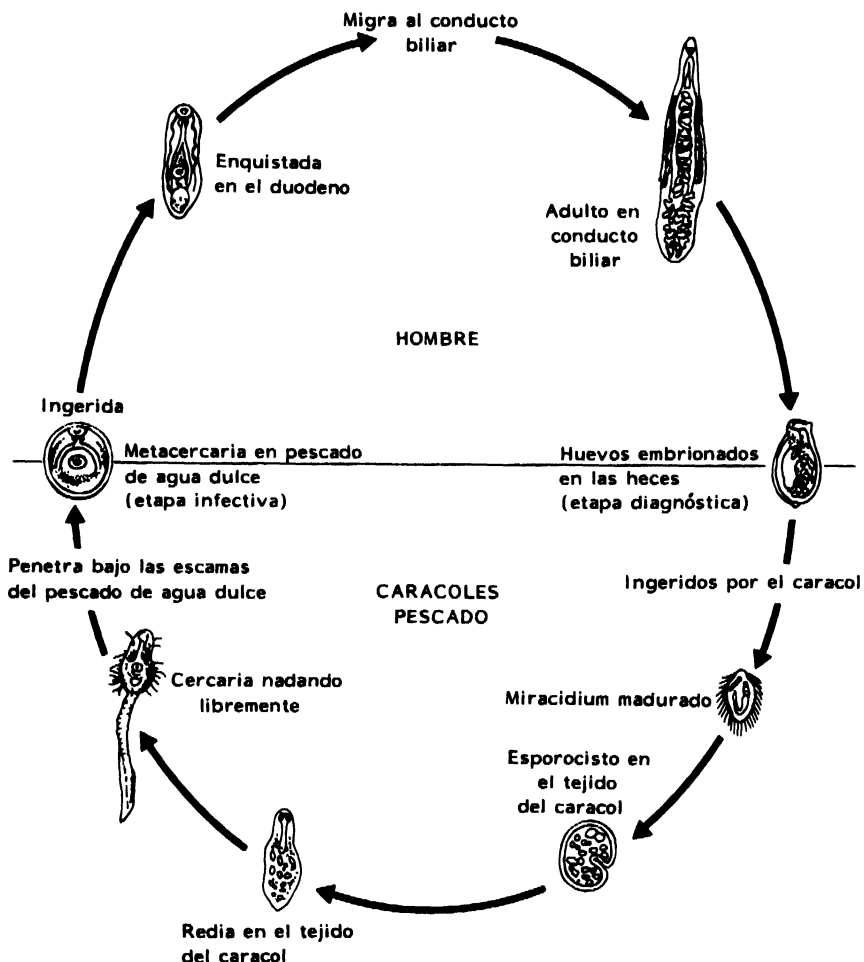 Migra al conducto
biliar
Enquistada
en el duodeno
Adulto en
conducto
biliar
HOMBRE
Ingerida
Metacercaria en pescado
de agua dulce
(etapa infectiva)
Huevos embrionados
en las heces
(etapa diagnóstica)
Penetra bajo las escamas
del pescado de agua dulce
CARACOLES
PESCADO
Ingeridos por el caracol
Cercaria nadando
libremente
Miracidium madurado
Esporocisto en
el tejido
del caracol
Redia en el tejido
del caracol